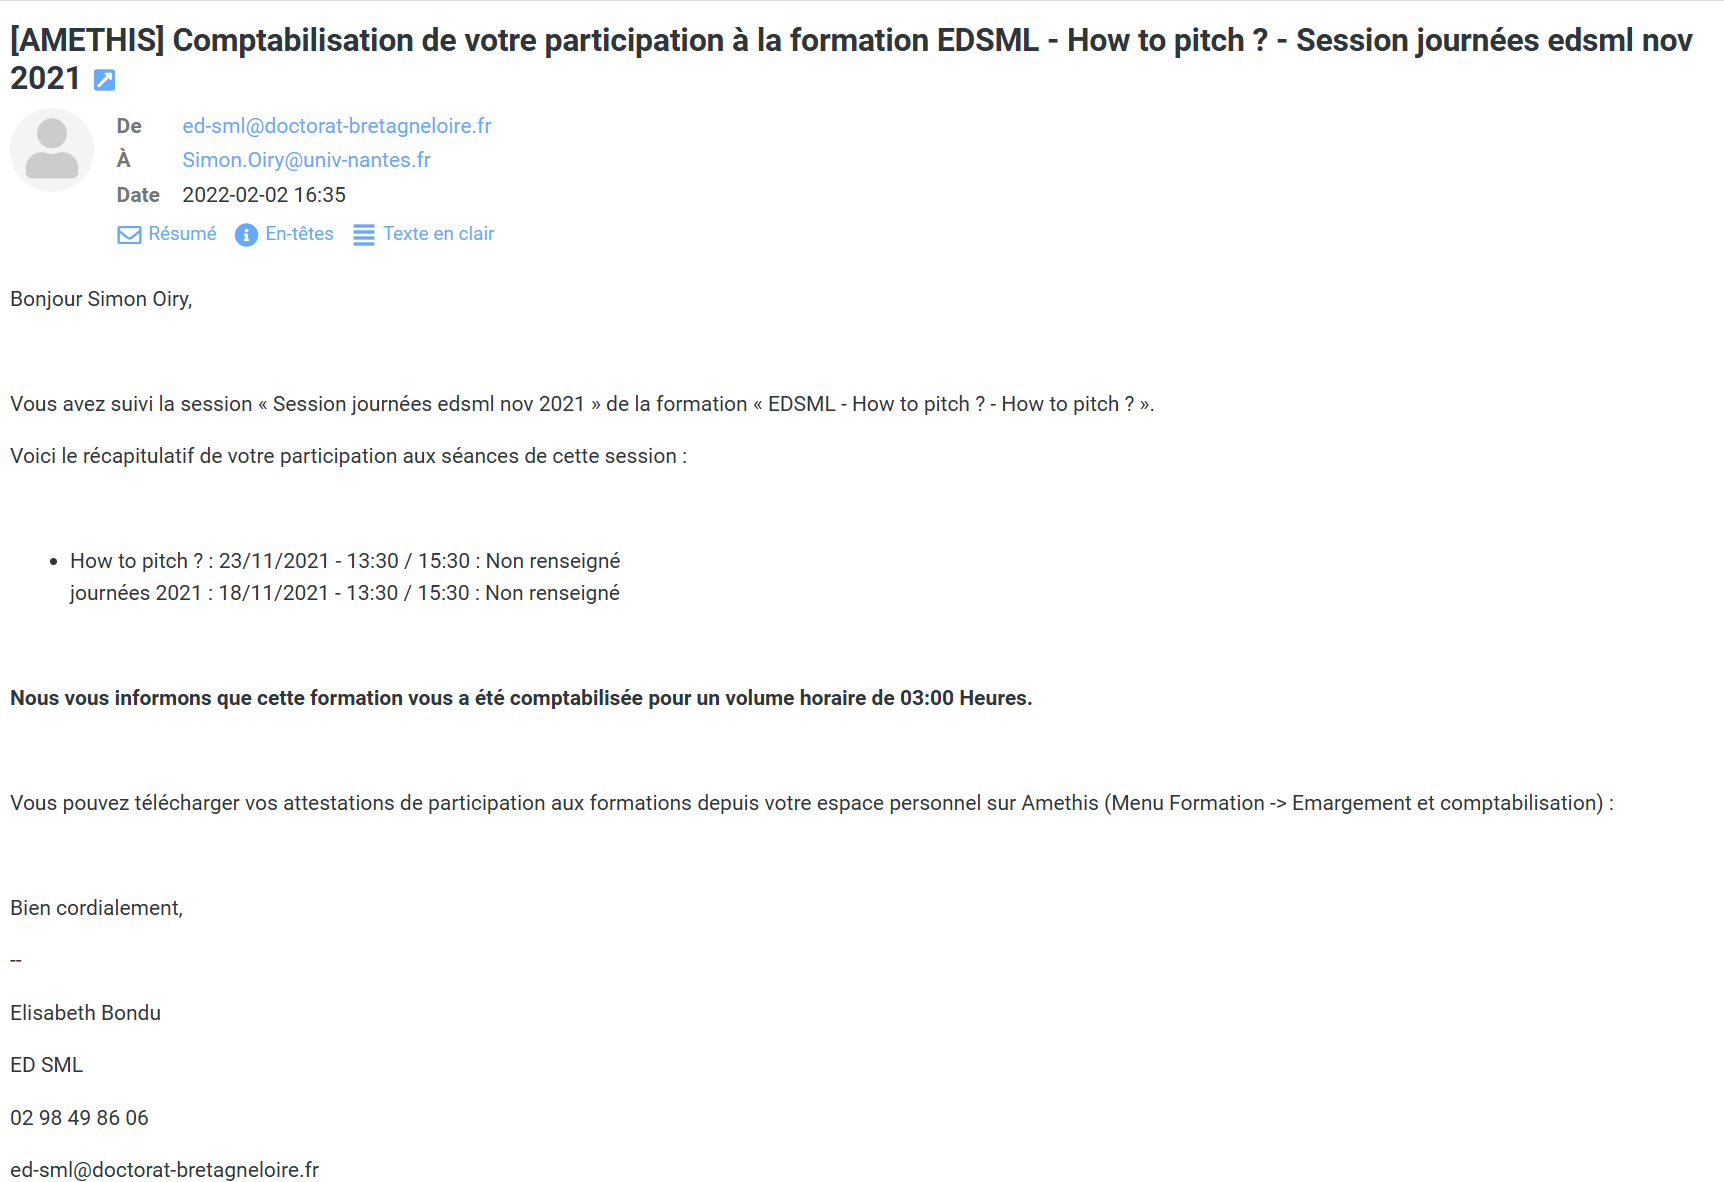 [AMETHIS] Comptabilisation de votre participation à la formation EDSML - How to pitch ? - Session journées edsml nov
2021
De ed-sml@doctorat-bretagneloire.fr
À Simon.Oiry@univ-nantes.fr
Date 2022-02-02 16:35
Résumé En-têtes Texte en clair
Bonjour Simon Oiry,
Vous avez suivi la session « Session journées edsml nov 2021 » de la formation « EDSML - How to pitch ? - How to pitch ? ».
Voici le récapitulatif de votre participation aux séances de cette session :
• How to pitch ? : 23/11/2021 - 13:30 / 15:30 : Non renseigné
journées 2021 : 18/11/2021 - 13:30 / 15:30 : Non renseigné
Nous vous informons que cette formation vous a été comptabilisée pour un volume horaire de 03:00 Heures.
Vous pouvez télécharger vos attestations de participation aux formations depuis votre espace personnel sur Amethis (Menu Formation -> Emargement et comptabilisation) :
Bien cordialement,
--
Elisabeth Bondu
ED SML
02 98 49 86 06
ed-sml@doctorat-bretagneloire.fr